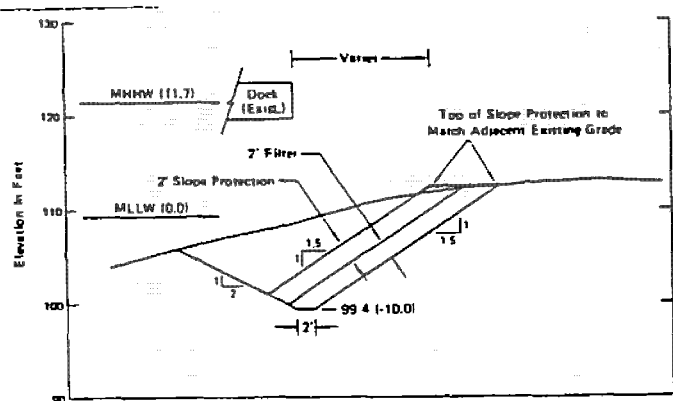 130
Varies
MHHW (11.7)
Dock
(Exist.)
120
Top of Slope Protection to
Match Adjacent Existing Grade
2' Filter
2' Slope Protection
Elevation in Feet
MLLW (0.0)
110
1.5
1
1
1.5
1
2
100
99.4 (-10.0)
2'
90